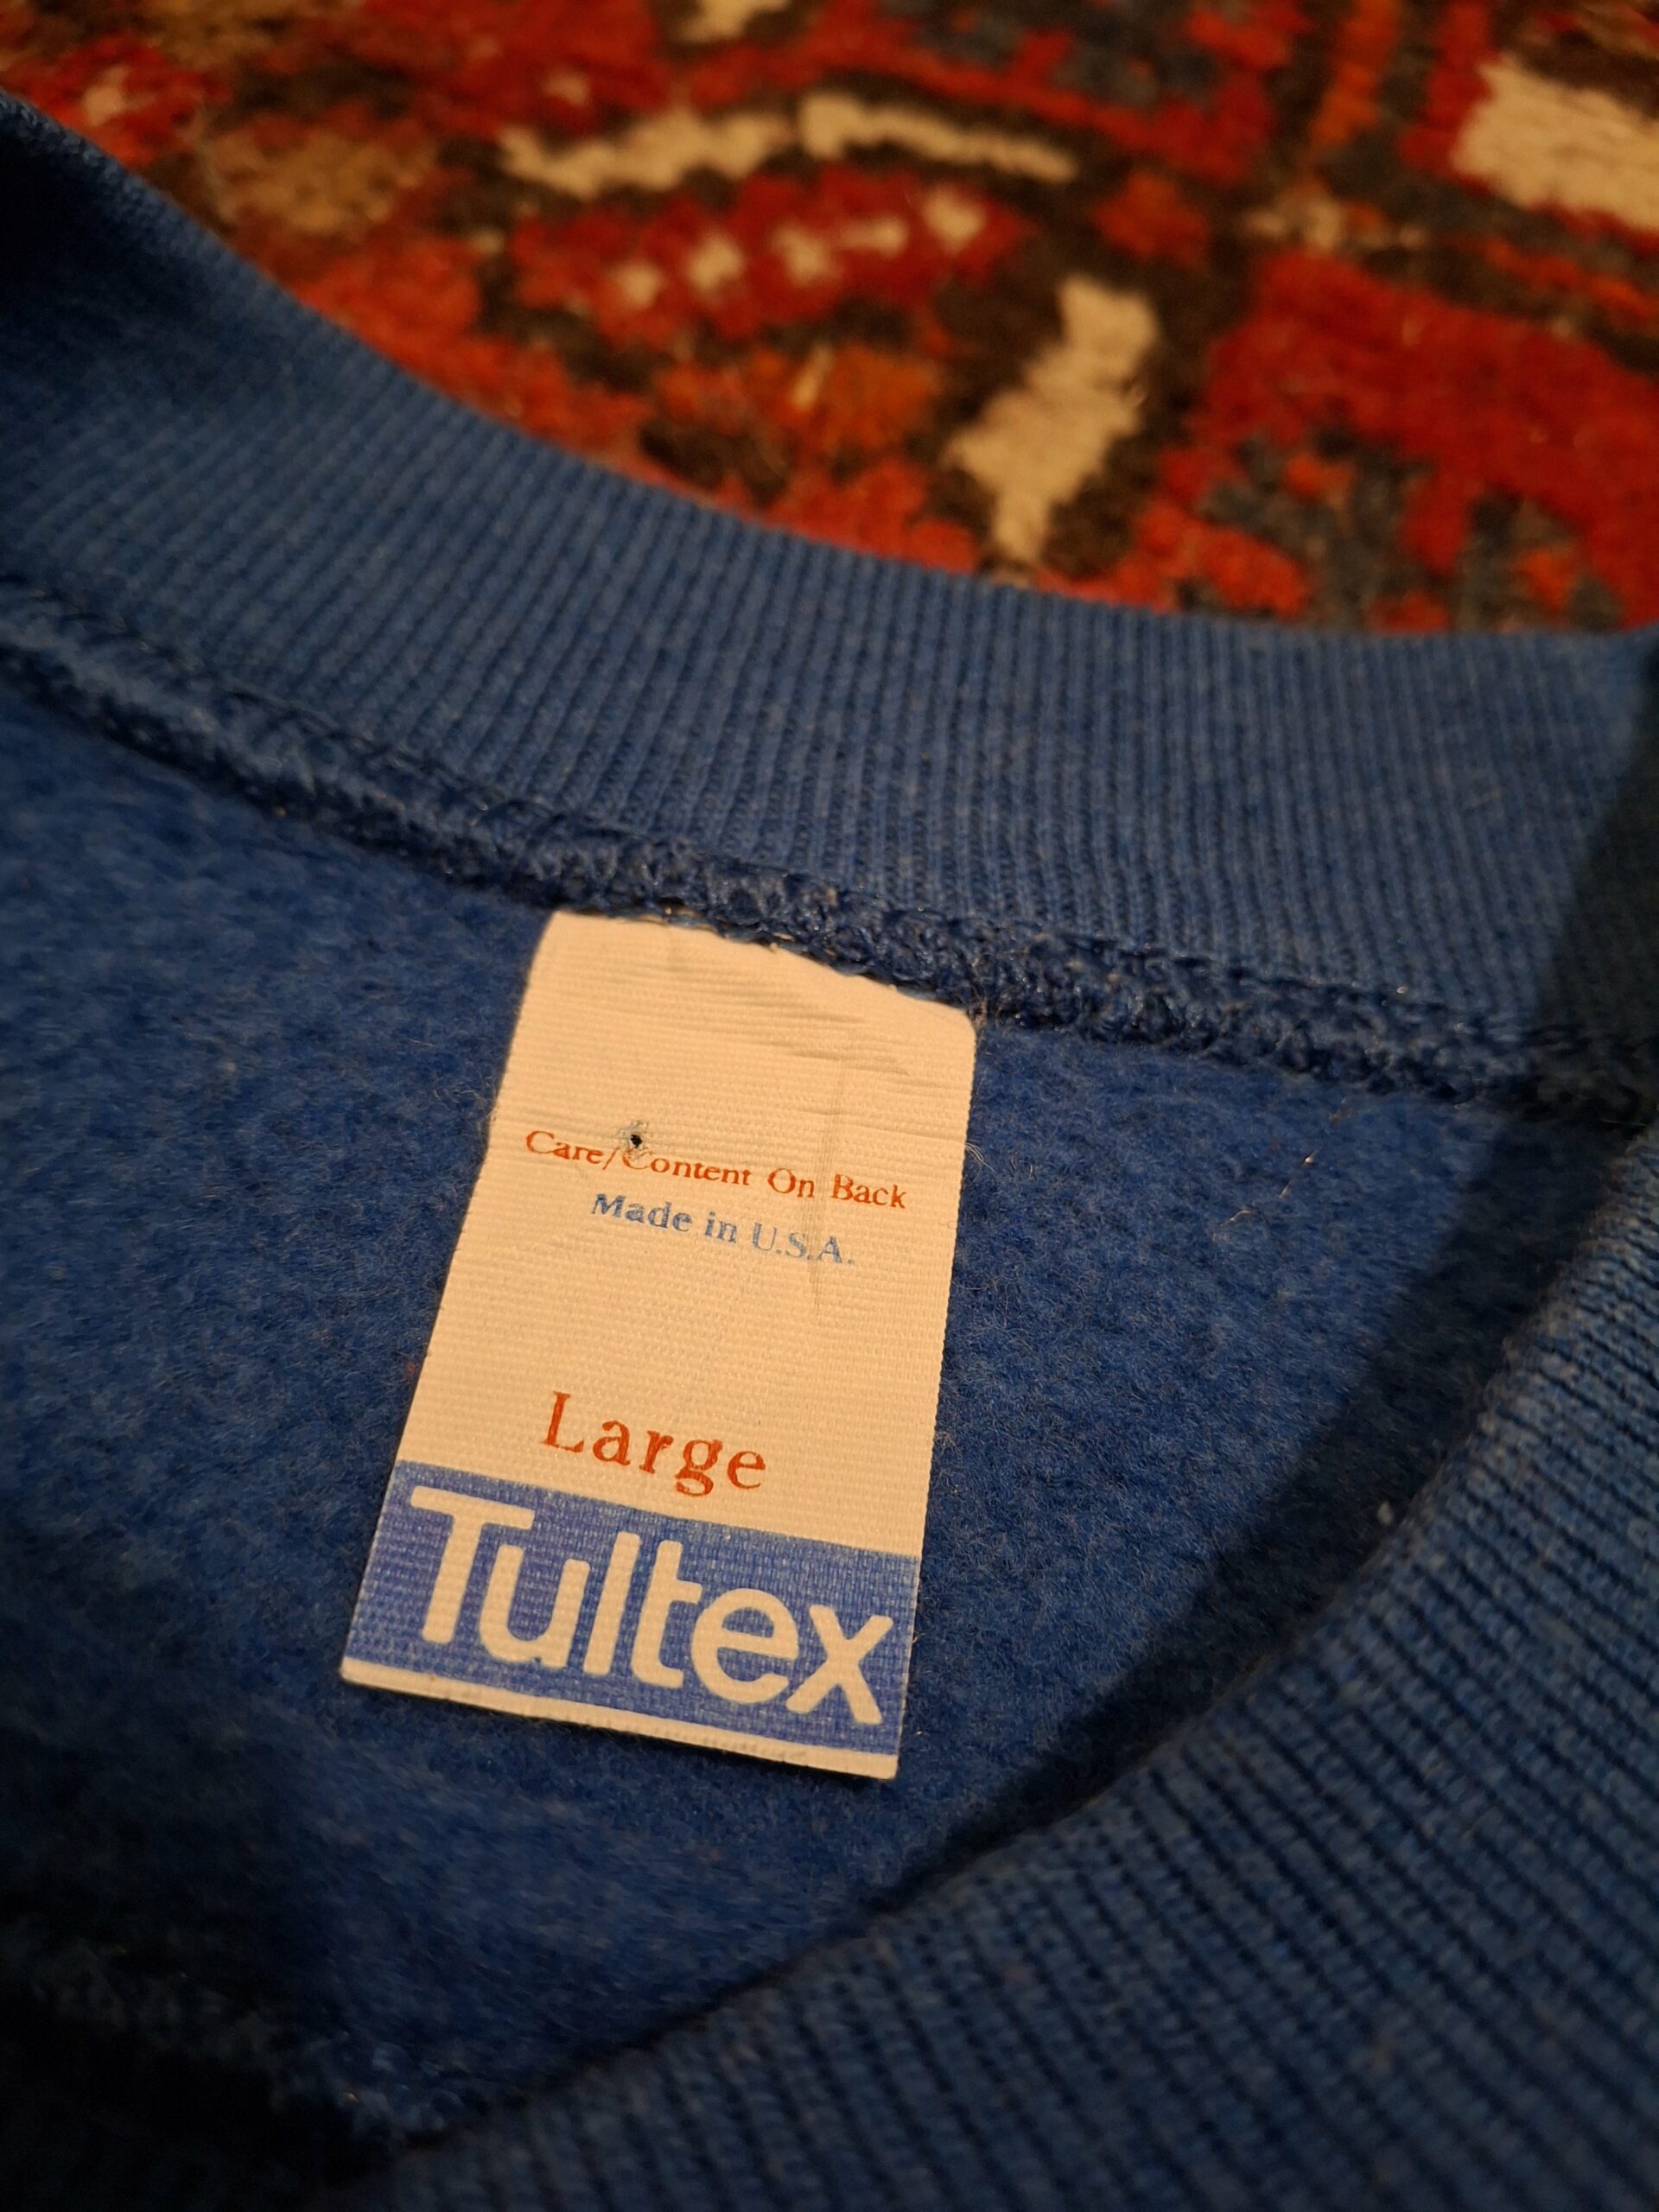 Care/Content On Back
Made in U.S.A.
Large
Tultex